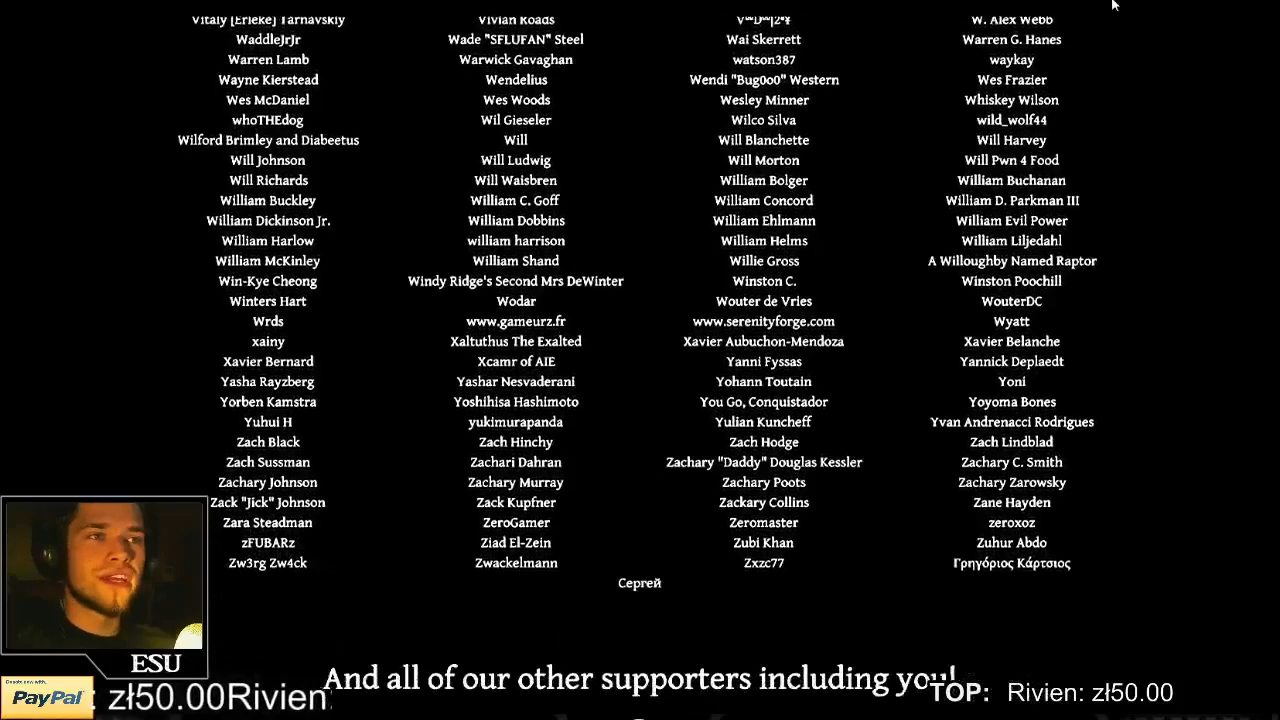 Vitaly [Erleke] Tarnavskiy Vivian Roads W. Alex Webb
WaddleJrJr Wade "SFLUFAN" Steel Wai Skerrett Warren G. Hanes
Warren Lamb Warwick Gavaghan watson387 waykay
Wayne Kierstead Wendelius Wendi "Bug0o0" Western Wes Frazier
Wes McDaniel Wes Woods Wesley Minner Whiskey Wilson
whoTHEdog Wil Gieseler Wilco Silva wild_wolf44
Wilford Brimley and Diabeetus Will Will Blanchette Will Harvey
Will Johnson Will Ludwig Will Morton Will Pwn 4 Food
Will Richards Will Waisbren William Bolger William Buchanan
William Buckley William C. Goff William Concord William D. Parkman III
William Dickinson Jr. William Dobbins William Ehlmann William Evil Power
William Harlow william harrison William Helms William Liljedahl
William McKinley William Shand Willie Gross A Willoughby Named Raptor
Win-Kye Cheong Windy Ridge's Second Mrs DeWinter Winston C. Winston Poochill
Winters Hart Wodar Wouter de Vries WouterDC
Wrds www.gameurz.fr www.serenityforge.com Wyatt
xainy Xaltuthus The Exalted Xavier Aubuchon-Mendoza Xavier Belanche
Xavier Bernard Xcamr of AIE Yanni Fyssas Yannick Deplaedt
Yasha Rayzberg Yashar Nesvaderani Yohann Toutain Yoni
Yorben Kamstra Yoshihisa Hashimoto You Go, Conquistador Yoyoma Bones
Yuhui H yukimurapanda Yulian Kuncheff Yvan Andrenacci Rodrigues
Zach Black Zach Hinchy Zach Hodge Zach Lindblad
Zach Sussman Zachari Dahran Zachary "Daddy" Douglas Kessler Zachary C. Smith
Zachary Johnson Zachary Murray Zachary Poots Zachary Zarowsky
Zack "Jick" Johnson Zack Kupfner Zackary Collins Zane Hayden
Zara Steadman ZeroGamer Zeromaster zeroxoz
zFUBARz Ziad El-Zein Zubi Khan Zuhur Abdo
Zw3rg Zw4ck Zwackelmann Zxzc77 Γρηγόριος Κάρτσιος
Сергей
ESU
And all of our other supporters including you!
Donate now with..
PayPal
: zł50.00Rivien
TOP: Rivien: zł50.00